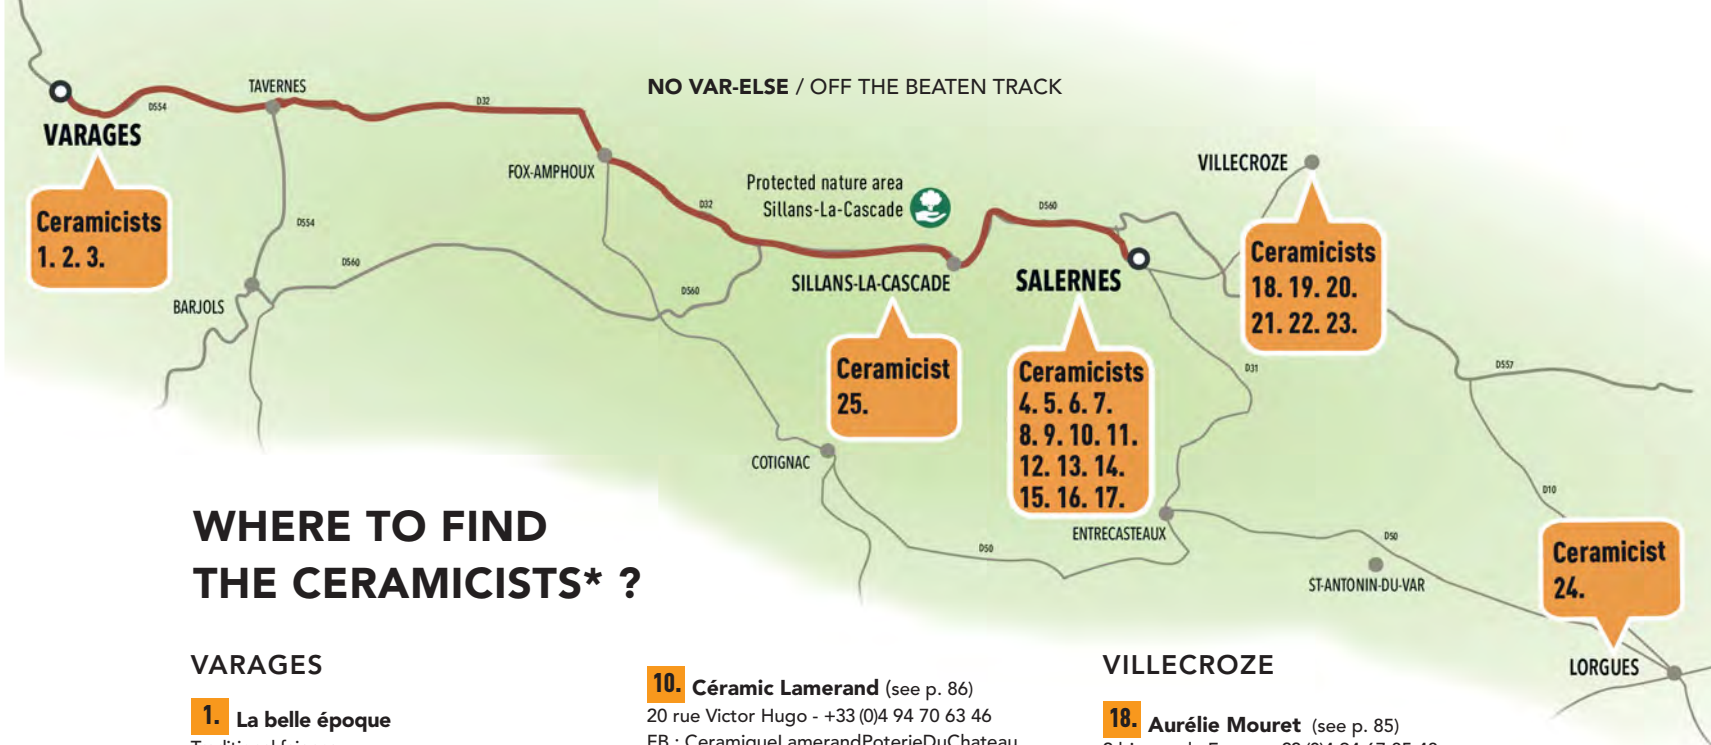 NO VAR-ELSE / OFF THE BEATEN TRACK
TAVERNES
D554
D32
VARAGES
Ceramicists
1. 2. 3.
FOX-AMPHOUX
D554
D560
BARJOLS
D32
Protected nature area
Sillans-La-Cascade
D560
VILLECROZE
Ceramicists
18. 19. 20.
21. 22. 23.
SILLANS-LA-CASCADE
SALERNES
D560
Ceramicist
25.
Ceramicists
4. 5. 6. 7.
8. 9. 10. 11.
12. 13. 14.
15. 16. 17.
D31
D557
COTIGNAC
D10
ENTRECASTEAUX
D50
D50
ST-ANTONIN-DU-VAR
Ceramicist
24.
LORGUES
WHERE TO FIND
THE CERAMICISTS* ?
VARAGES
1. La belle époque
10. Céramic Lamerand (see p. 86)
20 rue Victor Hugo - +33 (0)4 94 70 63 46
FB : CeramiqueLamerandPoterieDuChateau
VILLECROZE
18. Aurélie Mouret (see p. 85)